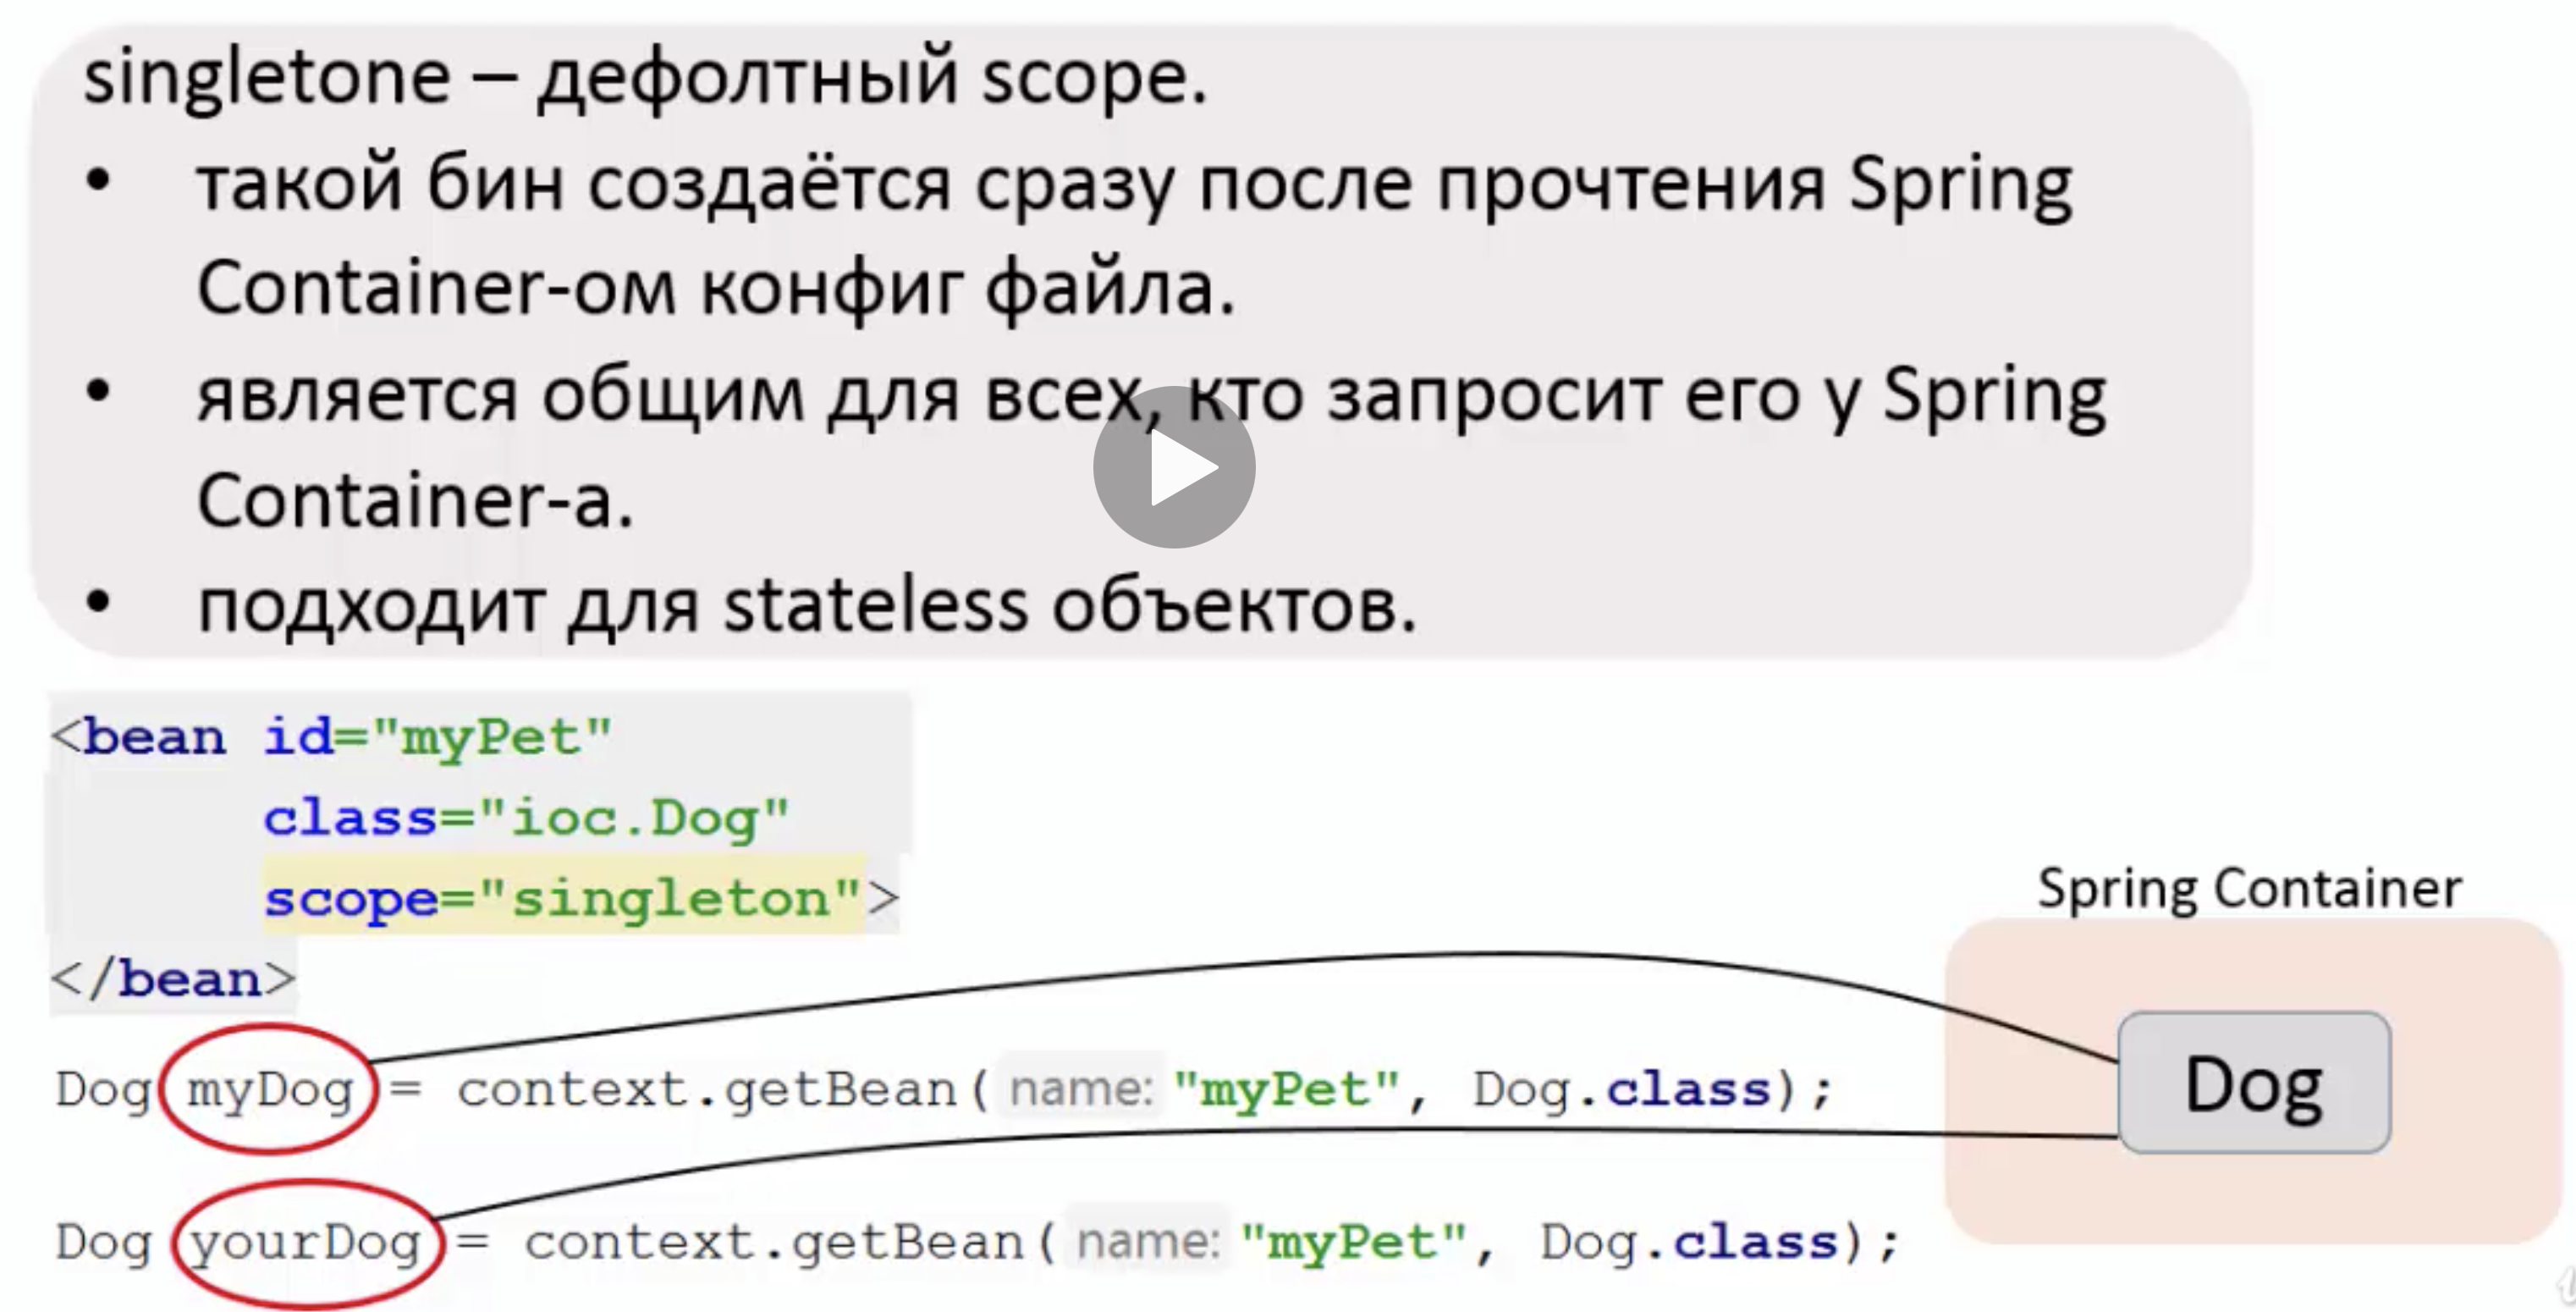 singletone – дефолтный scope.
• такой бин создаётся сразу после прочтения Spring
Container-ом конфиг файла.
• является общим для всех, кто запросит его у Spring
Container-а.
• подходит для stateless объектов.
<bean id="myPet"
class="ioc.Dog"
scope="singleton">
</bean>
Spring Container
Dog
Dog myDog = context.getBean( name: "myPet", Dog.class);
Dog yourDog = context.getBean( name: "myPet", Dog.class);